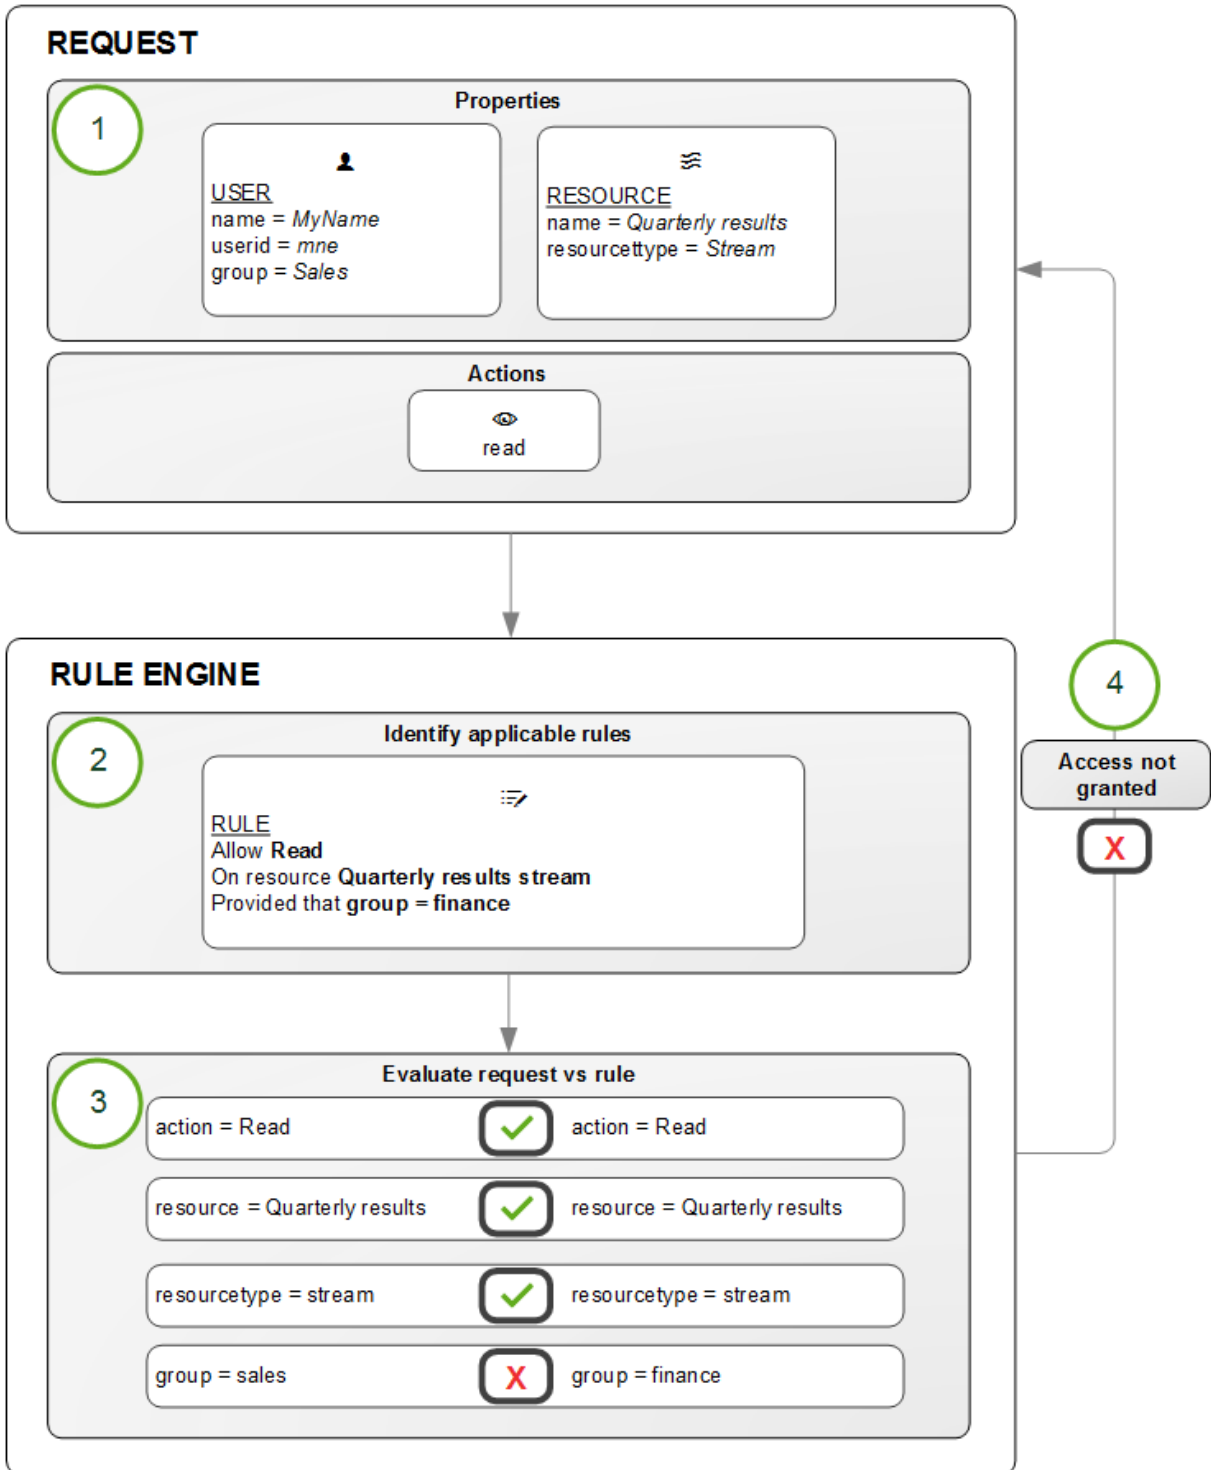 REQUEST
1
Properties
USER
name = MyName
userid = mne
group = Sales
RESOURCE
name = Quarterly results
resourcettype = Stream
Actions
read
RULE ENGINE
2
Identify applicable rules
RULE
Allow Read
On resource Quarterly results stream
Provided that group = finance
3
Evaluate request vs rule
action = Read
action = Read
resource = Quarterly results
resource = Quarterly results
resourcetype = stream
resourcetype = stream
group = sales
X
group = finance
4
Access not
granted
X